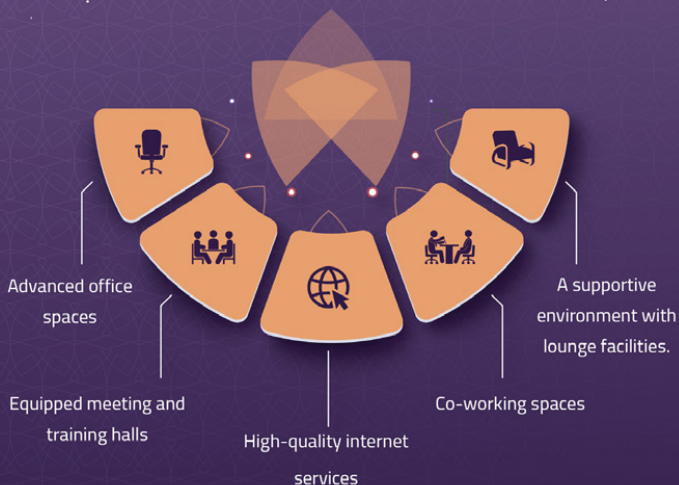 Advanced office
spaces
Equipped meeting and
training halls
High-quality internet
services
Co-working spaces
A supportive
environment with
lounge facilities.